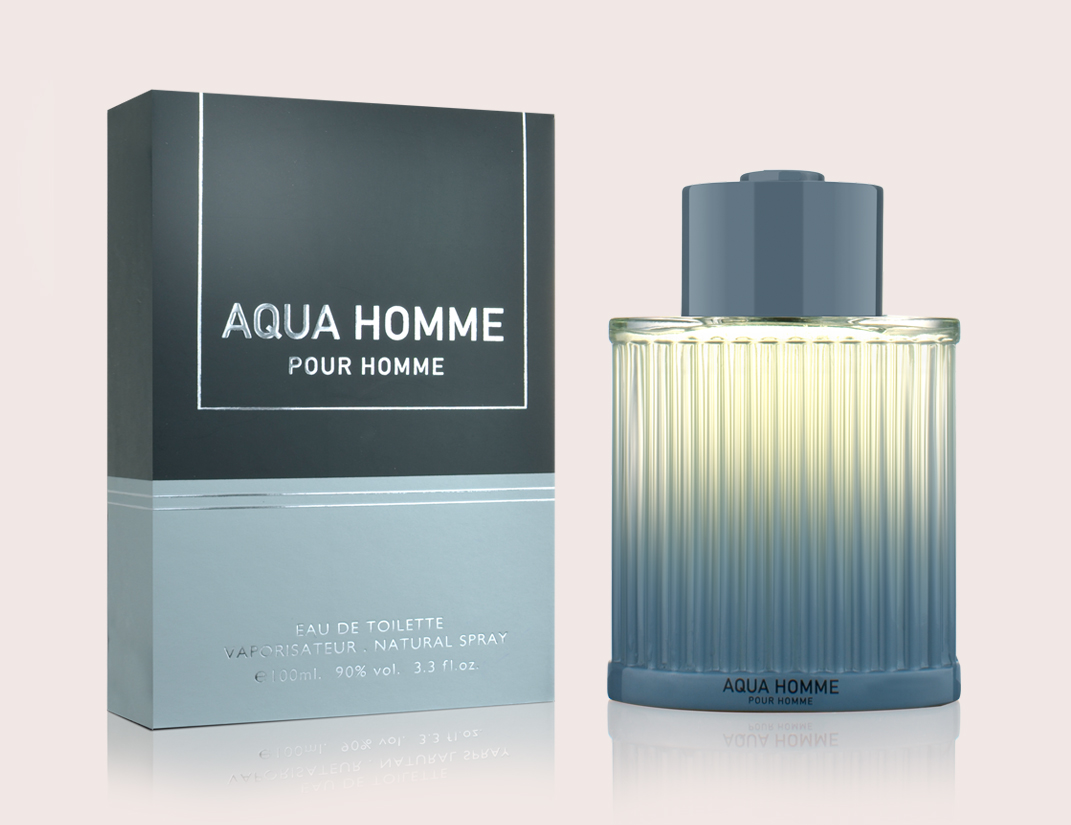 AQUA HOMME
POUR HOMME
EAU DE TOILETTE
VAPORISATEUR . NATURAL SPRAY
℮100ml. 90% vol. 3.3 fl.oz.
AQUA HOMME
POUR HOMME